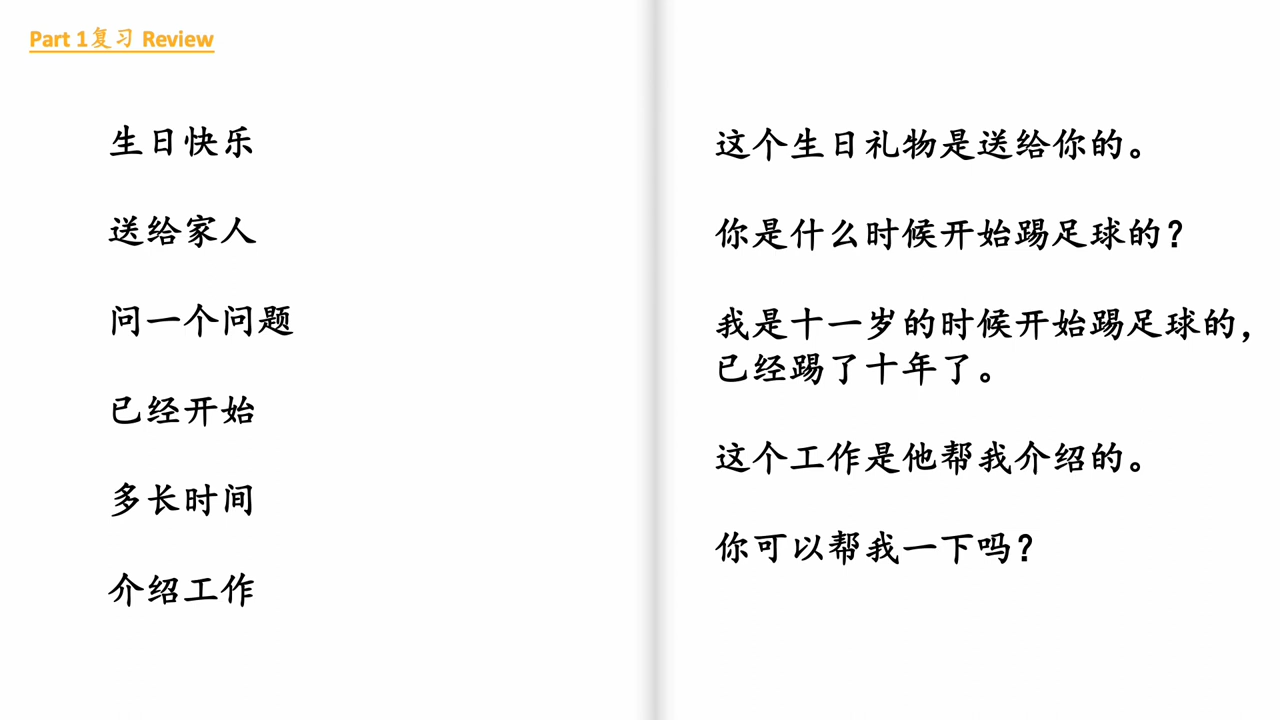 Part 1复习 Review
生日快乐
送给家人
问一个问题
已经开始
多长时间
介绍工作
这个生日礼物是送给你的。
你是什么时候开始踢足球的？
我是十一岁的时候开始踢足球的，
已经踢了十年了。
这个工作是他帮我介绍的。
你可以帮我一下吗？